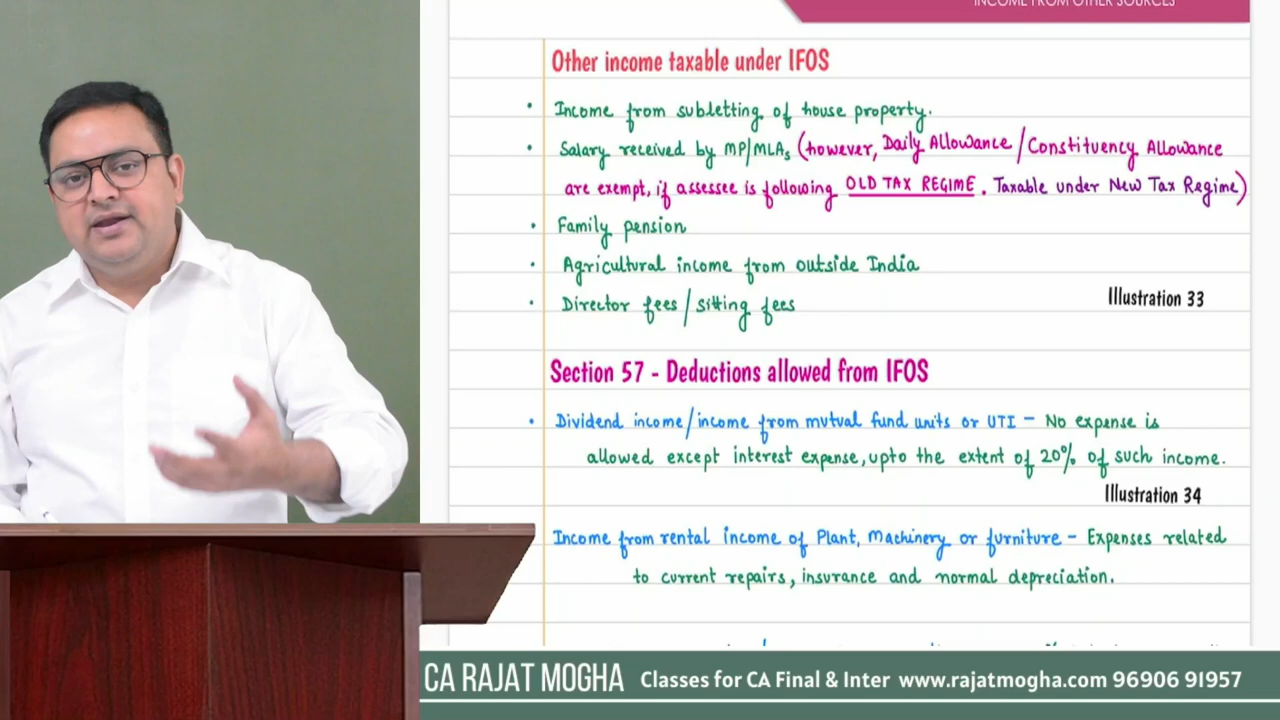 INCOME FROM OTHER SOURCES
Other income taxable under IFOS
• Income from subletting of house property.
• Salary received by MP/MLAs (however, Daily Allowance / Constituency Allowance
are exempt, if assessee is following OLD TAX REGIME. Taxable under New Tax Regime)
• Family pension
• Agricultural income from outside India
• Director fees / sitting fees
Illustration 33
Section 57 - Deductions allowed from IFOS
• Dividend income/income from mutual fund units or UTI - No expense is
allowed except interest expense, upto the extent of 20% of such income.
Illustration 34
Income from rental income of Plant, Machinery or furniture - Expenses related
to current repairs, insurance and normal depreciation.
CA RAJAT MOGHA Classes for CA Final & Inter www.rajatmogha.com 96906 91957